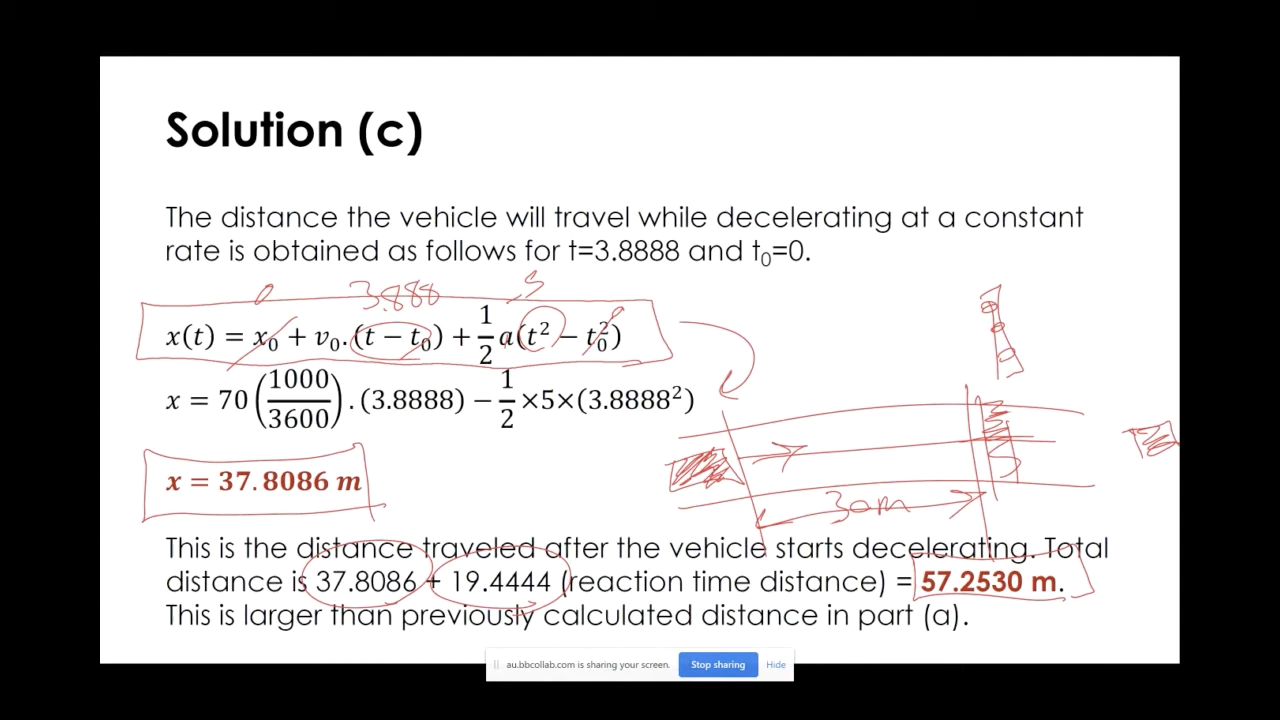 Solution (c)
The distance the vehicle will travel while decelerating at a constant
rate is obtained as follows for t=3.8888 and t₀=0.
0 3.888 -5 0
x(t) = x₀ + v₀.(t − t₀) + 1/2 a(t² − t₀²)
x = 70 (1000/3600) . (3.8888) − 1/2 ×5×(3.8888²)
x = 37.8086 m
30m
This is the distance traveled after the vehicle starts decelerating. Total
distance is 37.8086 + 19.4444 (reaction time distance) = 57.2530 m.
This is larger than previously calculated distance in part (a).
au.bbcollab.com is sharing your screen. Stop sharing Hide